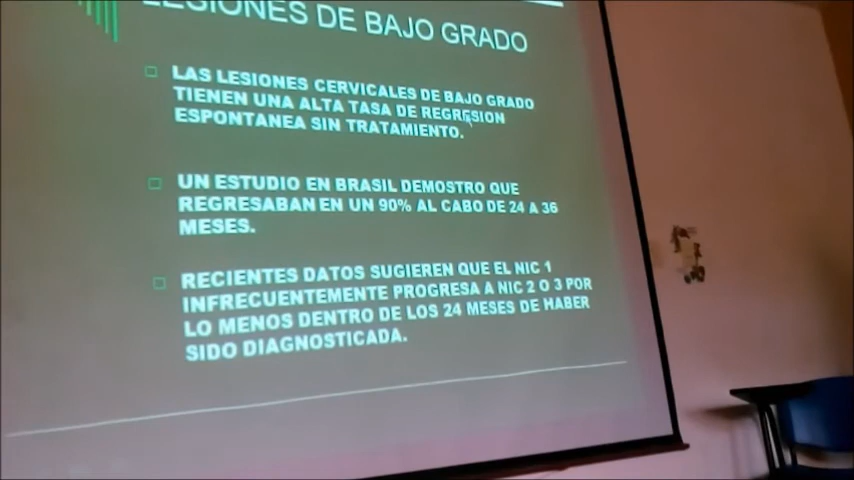 LESIONES DE BAJO GRADO
LAS LESIONES CERVICALES DE BAJO GRADO
TIENEN UNA ALTA TASA DE REGRESION
ESPONTANEA SIN TRATAMIENTO.
UN ESTUDIO EN BRASIL DEMOSTRO QUE
REGRESABAN EN UN 90% AL CABO DE 24 A 36
MESES.
RECIENTES DATOS SUGIEREN QUE EL NIC 1
INFRECUENTEMENTE PROGRESA A NIC 2 O 3 POR
LO MENOS DENTRO DE LOS 24 MESES DE HABER
SIDO DIAGNOSTICADA.